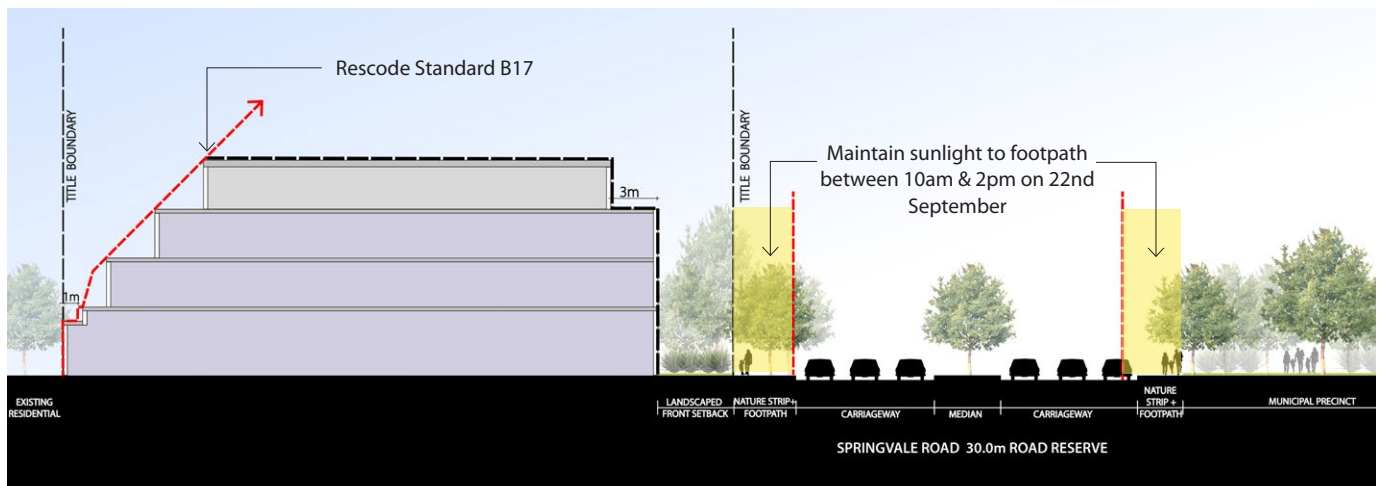 Rescode Standard B17
TITLE BOUNDARY
TITLE BOUNDARY
3m
1m
Maintain sunlight to footpath
between 10am & 2pm on 22nd
September
EXISTING
RESIDENTIAL
LANDSCAPED
FRONT SETBACK
NATURE STRIP+
FOOTPATH
CARRIAGEWAY
MEDIAN
CARRIAGEWAY
NATURE
STRIP +
FOOTPATH
MUNICIPAL PRECINCT
SPRINGVALE ROAD 30.0m ROAD RESERVE